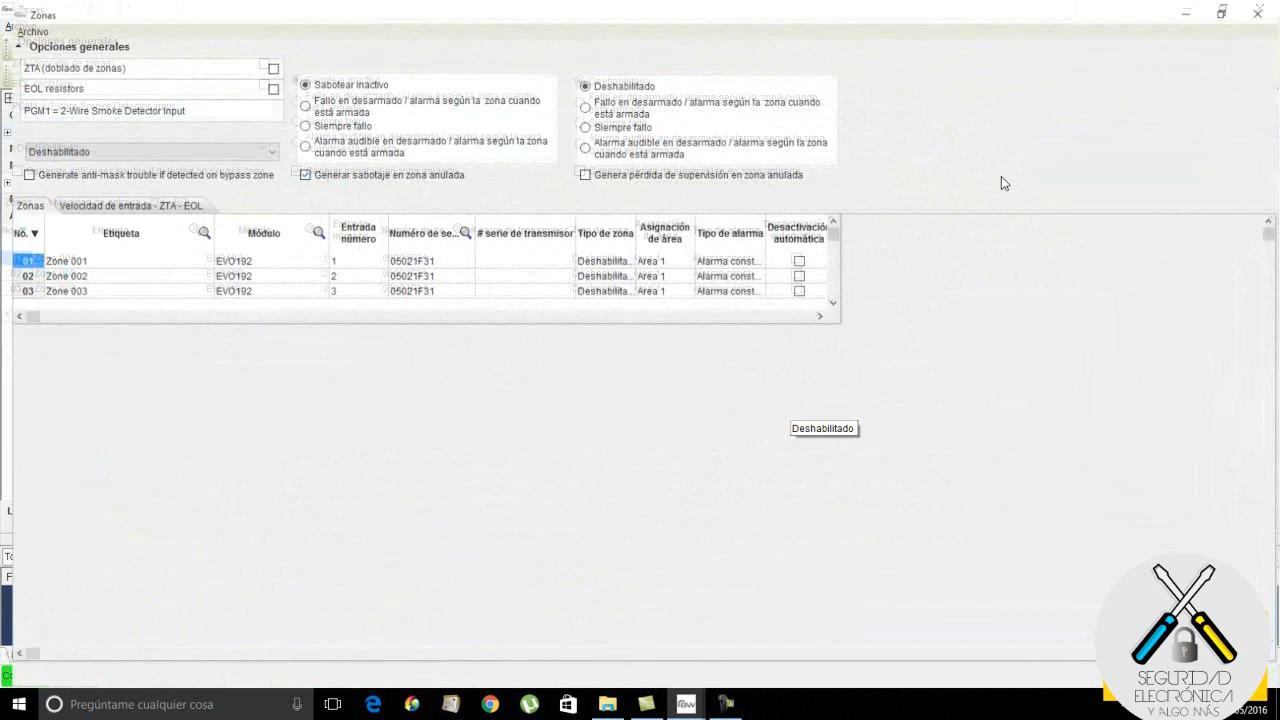 Zonas
Archivo
Opciones generales
ZTA (doblado de zonas)
EOL resistors
PGM1 = 2-Wire Smoke Detector Input
Deshabilitado
Generate anti-mask trouble if detected on bypass zone
Sabotear inactivo
Fallo en desarmado / alarma según la zona cuando
está armada
Siempre fallo
Alarma audible en desarmado / alarma según la zona
cuando está armada
Generar sabotaje en zona anulada
Deshabilitado
Fallo en desarmado / alarma según la zona cuando
está armada
Siempre fallo
Alarma audible en desarmado / alarma según la zona
cuando está armada
Genera pérdida de supervisión en zona anulada
Zonas Velocidad de entrada - ZTA - EOL
No. Etiqueta Módulo Entrada número Numéro de se... # serie de transmisor Tipo de zona Asignación de área Tipo de alarma Desactivación automática
01 Zone 001 EVO192 1 05021F31 Deshabilita... Area 1 Alarma const...
02 Zone 002 EVO192 2 05021F31 Deshabilita... Area 1 Alarma const...
03 Zone 003 EVO192 3 05021F31 Deshabilita... Area 1 Alarma const...
Deshabilitado
SEGURIDAD
ELECTRÓNICA
Y ALGO MÁS
Pregúntame cualquier cosa
05/2016